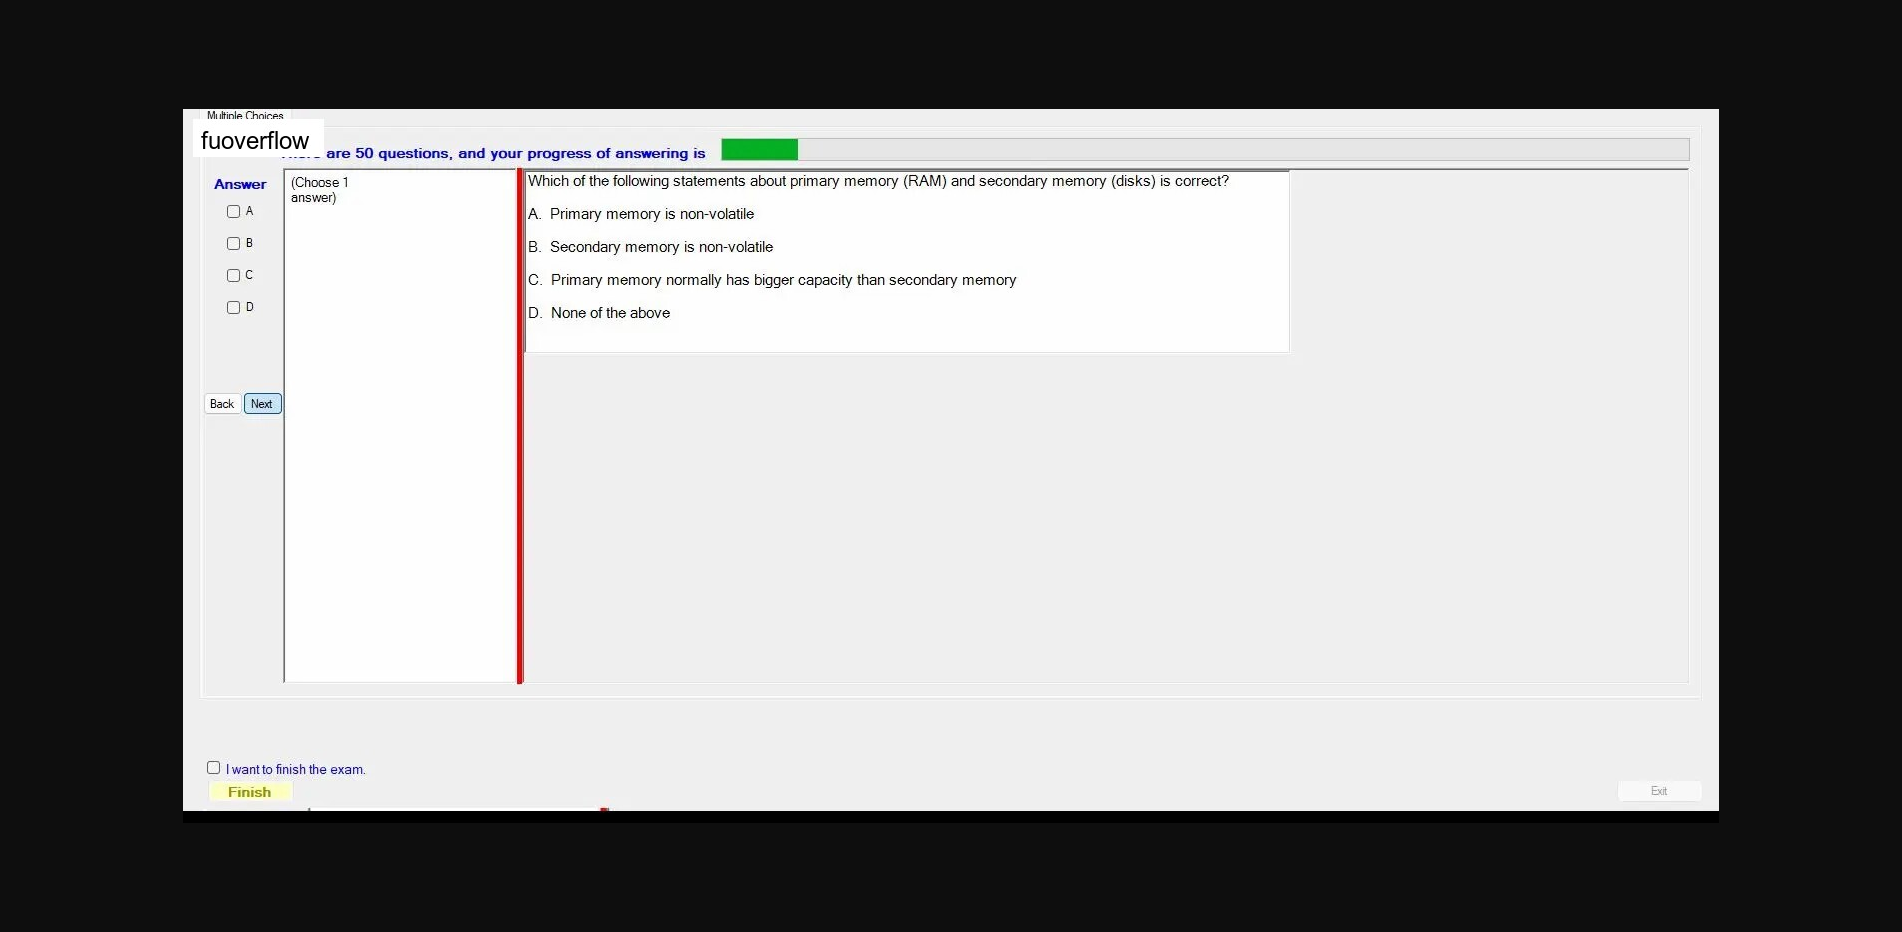 Multiple Choices
fuoverflow
are 50 questions, and your progress of answering is
Answer
(Choose 1
answer)
A
B
C
D
Which of the following statements about primary memory (RAM) and secondary memory (disks) is correct?
A. Primary memory is non-volatile
B. Secondary memory is non-volatile
C. Primary memory normally has bigger capacity than secondary memory
D. None of the above
Back
Next
I want to finish the exam.
Finish
Exit